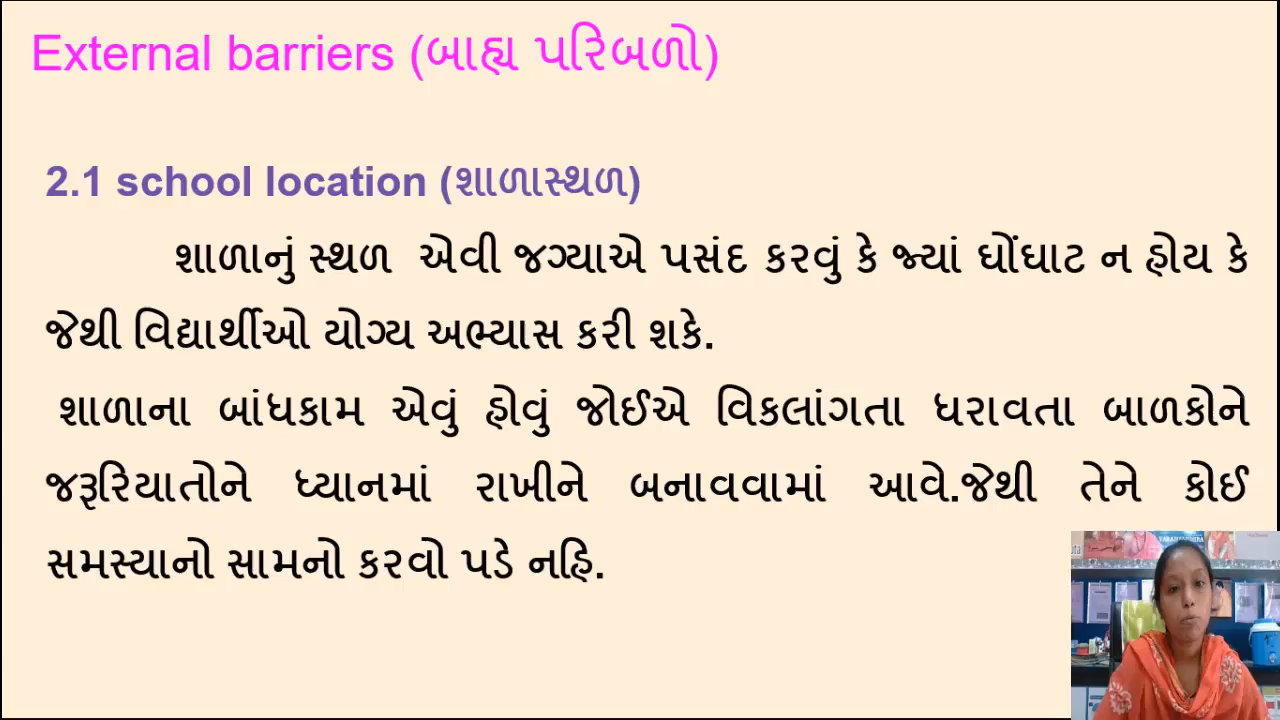 External barriers (બાહ્ય પરિબળો)
2.1 school location (શાળાસ્થળ)
શાળાનું સ્થળ એવી જગ્યાએ પસંદ કરવું કે જ્યાં ઘોંઘાટ ન હોય કે
જેથી વિદ્યાર્થીઓ યોગ્ય અભ્યાસ કરી શકે.
શાળાના બાંધકામ એવું હોવું જોઈએ વિકલાંગતા ધરાવતા બાળકોને
જરૂરિયાતોને ધ્યાનમાં રાખીને બનાવવામાં આવે.જેથી તેને કોઈ
સમસ્યાનો સામનો કરવો પડે નહિ.